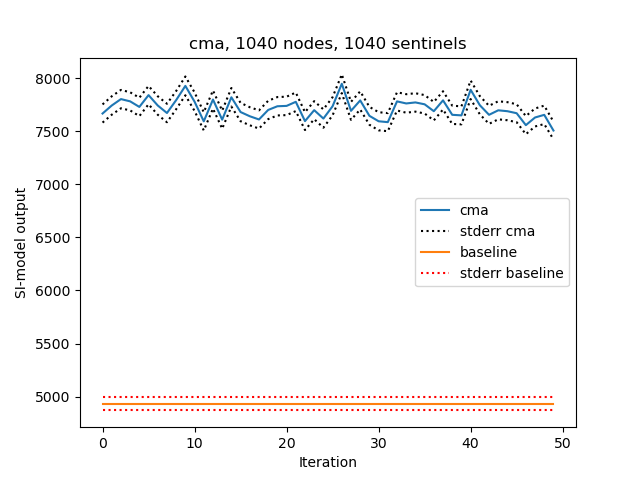 cma, 1040 nodes, 1040 sentinels
8000
7500
7000
6500
6000
5500
5000
SI-model output
cma
stderr cma
baseline
stderr baseline
0
10
20
30
40
50
Iteration